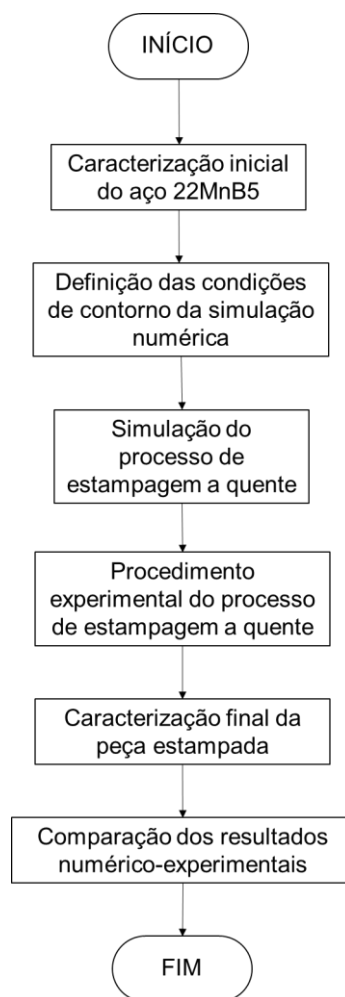 INÍCIO
Caracterização inicial
do aço 22MnB5
Definição das condições
de contorno da simulação
numérica
Simulação do
processo de
estampagem a quente
Procedimento
experimental do processo
de estampagem a quente
Caracterização final da
peça estampada
Comparação dos resultados
numérico-experimentais
FIM